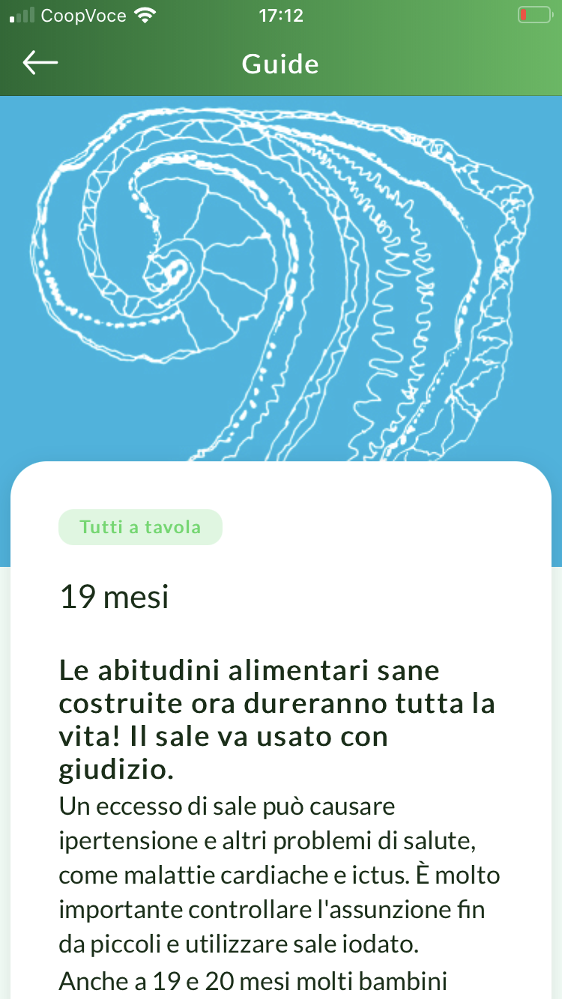 CoopVoce
17:12
Guide
Tutti a tavola
19 mesi
Le abitudini alimentari sane
costruite ora dureranno tutta la
vita! Il sale va usato con
giudizio.
Un eccesso di sale può causare
ipertensione e altri problemi di salute,
come malattie cardiache e ictus. È molto
importante controllare l'assunzione fin
da piccoli e utilizzare sale iodato.
Anche a 19 e 20 mesi molti bambini